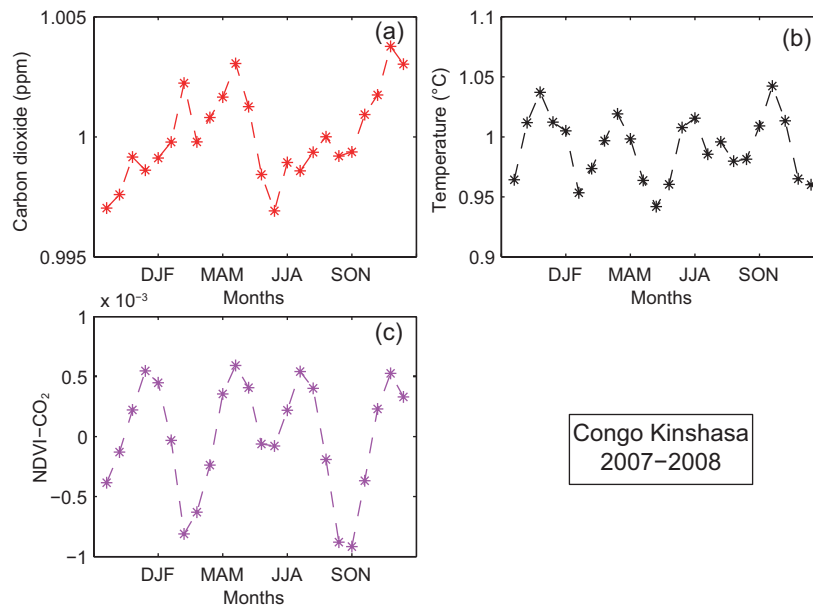 (a)
Carbon dioxide (ppm)
1.005
1
0.995
DJF MAM JJA SON
Months
(b)
Temperature (°C)
1.1
1.05
1
0.95
0.9
DJF MAM JJA SON
Months
x 10⁻³
(c)
NDVI−CO₂
1
0.5
0
−0.5
−1
DJF MAM JJA SON
Months
Congo Kinshasa
2007−2008